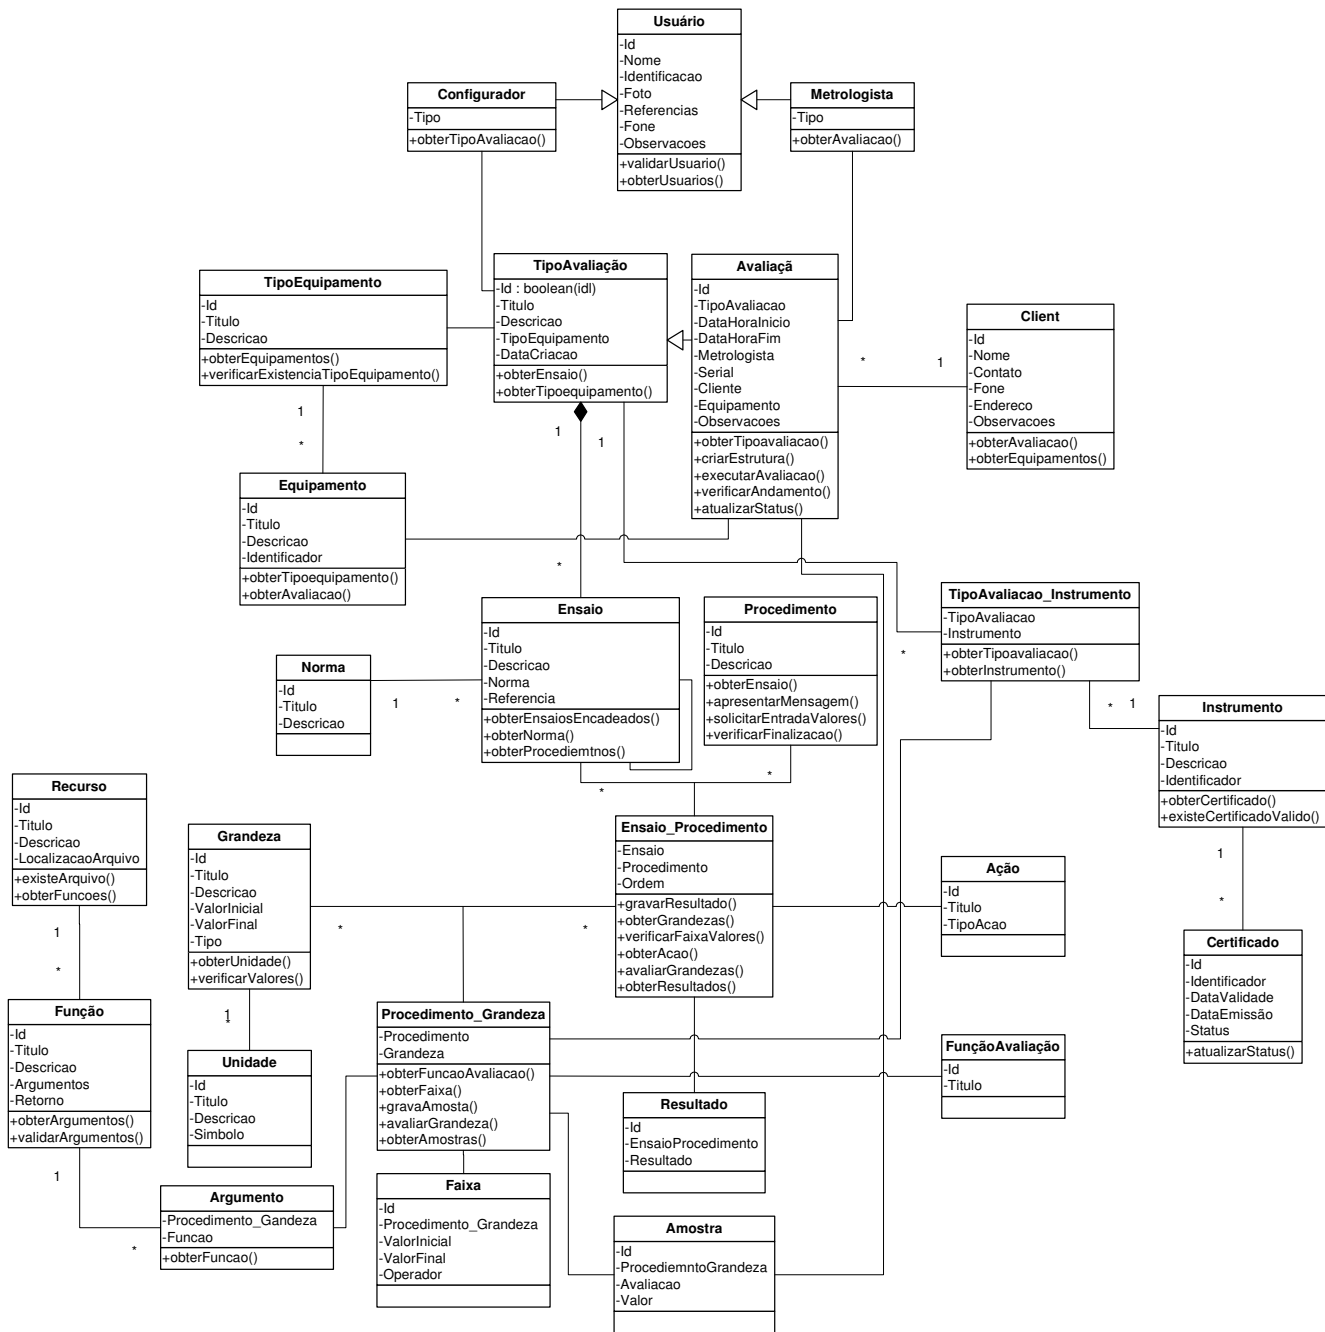 Usuário
-Id
-Nome
-Identificacao
-Foto
-Referencias
-Fone
-Observacoes
+validarUsuario()
+obterUsuarios()
Configurador
-Tipo
+obterTipoAvaliacao()
Metrologista
-Tipo
+obterAvaliacao()
TipoEquipamento
-Id
-Titulo
-Descricao
+obterEquipamentos()
+verificarExistenciaTipoEquipamento()
1
*
TipoAvaliação
-Id : boolean(idl)
-Titulo
-Descricao
-TipoEquipamento
-DataCriacao
+obterEnsaio()
+obterTipoequipamento()
1
1
*
*
Avaliaçã
-Id
-TipoAvaliacao
-DataHoraInicio
-DataHoraFim
-Metrologista
-Serial
-Cliente
-Equipamento
-Observacoes
+obterTipoavaliacao()
+criarEstrutura()
+executarAvaliacao()
+verificarAndamento()
+atualizarStatus()
*
1
Client
-Id
-Nome
-Contato
-Fone
-Endereco
-Observacoes
+obterAvaliacao()
+obterEquipamentos()
Equipamento
-Id
-Titulo
-Descricao
-Identificador
+obterTipoequipamento()
+obterAvaliacao()
Ensaio
-Id
-Titulo
-Descricao
-Norma
-Referencia
+obterEnsaiosEncadeados()
+obterNorma()
+obterProcediemtnos()
Procedimento
-Id
-Titulo
-Descricao
+obterEnsaio()
+apresentarMensagem()
+solicitarEntradaValores()
+verificarFinalizacao()
TipoAvaliacao_Instrumento
-TipoAvaliacao
-Instrumento
+obterTipoavaliacao()
+obterInstrumento()
Norma
-Id
-Titulo
-Descricao
1
*
*
1
Instrumento
-Id
-Titulo
-Descricao
-Identificador
+obterCertificado()
+existeCertificadoValido()
1
*
*
*
Recurso
-Id
-Titulo
-Descricao
-LocalizacaoArquivo
+existeArquivo()
+obterFuncoes()
1
*
Grandeza
-Id
-Titulo
-Descricao
-ValorInicial
-ValorFinal
-Tipo
+obterUnidade()
+verificarValores()
*
*
1
*
Ensaio_Procedimento
-Ensaio
-Procedimento
-Ordem
+gravarResultado()
+obterGrandezas()
+verificarFaixaValores()
+obterAcao()
+avaliarGrandezas()
+obterResultados()
Ação
-Id
-Titulo
-TipoAcao
Certificado
-Id
-Identificador
-DataValidade
-DataEmissão
-Status
+atualizarStatus()
Função
-Id
-Titulo
-Descricao
-Argumentos
-Retorno
+obterArgumentos()
+validarArgumentos()
1
*
Unidade
-Id
-Titulo
-Descricao
-Simbolo
Procedimento_Grandeza
-Procedimento
-Grandeza
+obterFuncaoAvaliacao()
+obterFaixa()
+gravaAmosta()
+avaliarGrandeza()
+obterAmostras()
FunçãoAvaliação
-Id
-Titulo
Resultado
-Id
-EnsaioProcedimento
-Resultado
Argumento
-Procedimento_Gandeza
-Funcao
+obterFuncao()
Faixa
-Id
-Procedimento_Grandeza
-ValorInicial
-ValorFinal
-Operador
Amostra
-Id
-ProcediemntoGrandeza
-Avaliacao
-Valor